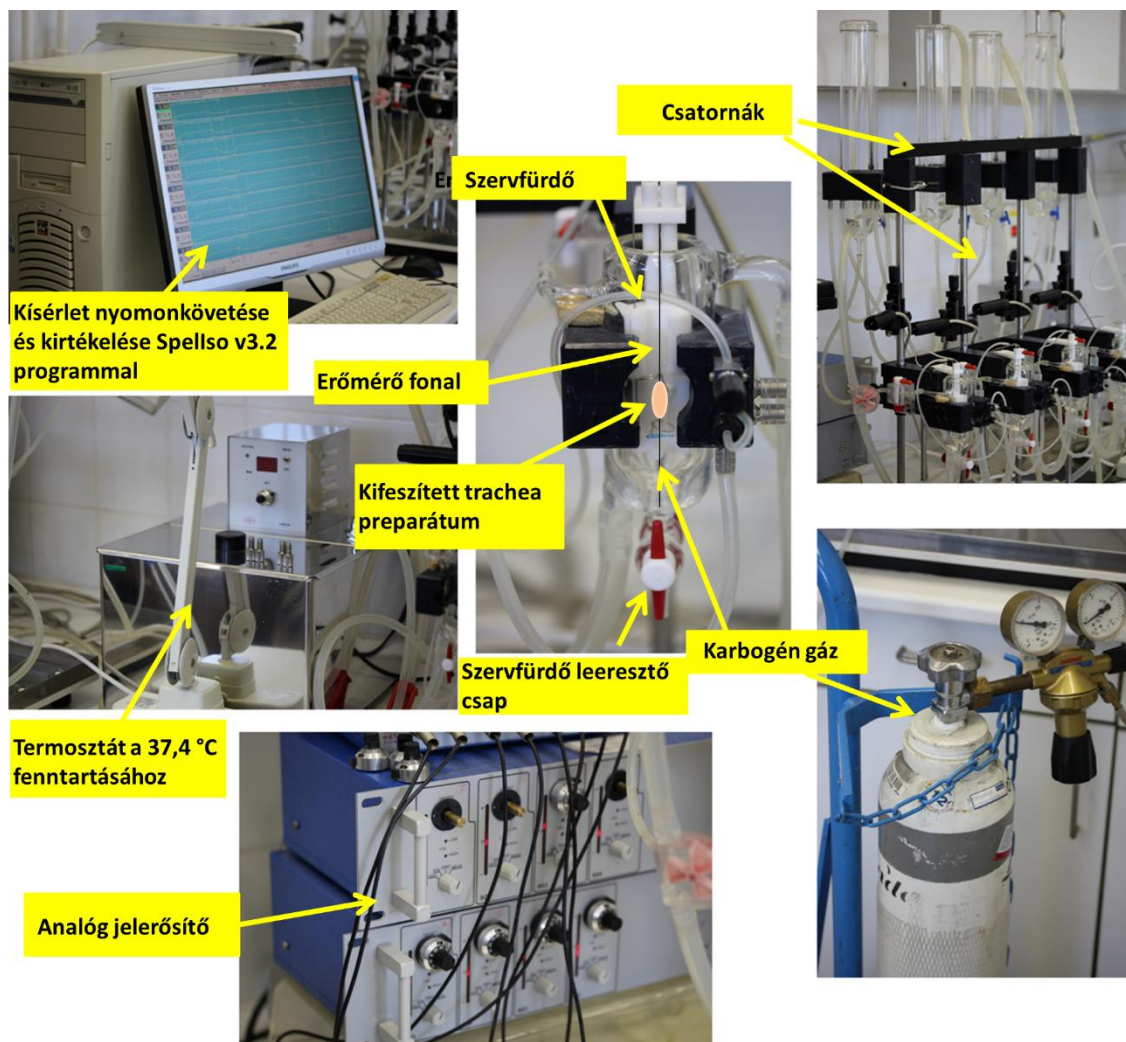 Kísérlet nyomonkövetése
és kirtékelése SpelIso v3.2
programmal
PHILIPS
Szervfürdő
Erőmérő fonal
Kifeszített trachea
preparátum
Szervfürdő leeresztő
csap
Csatornák
Karbogén gáz
Termosztát a 37,4 °C
fenntartásához
Analóg jelerősítő